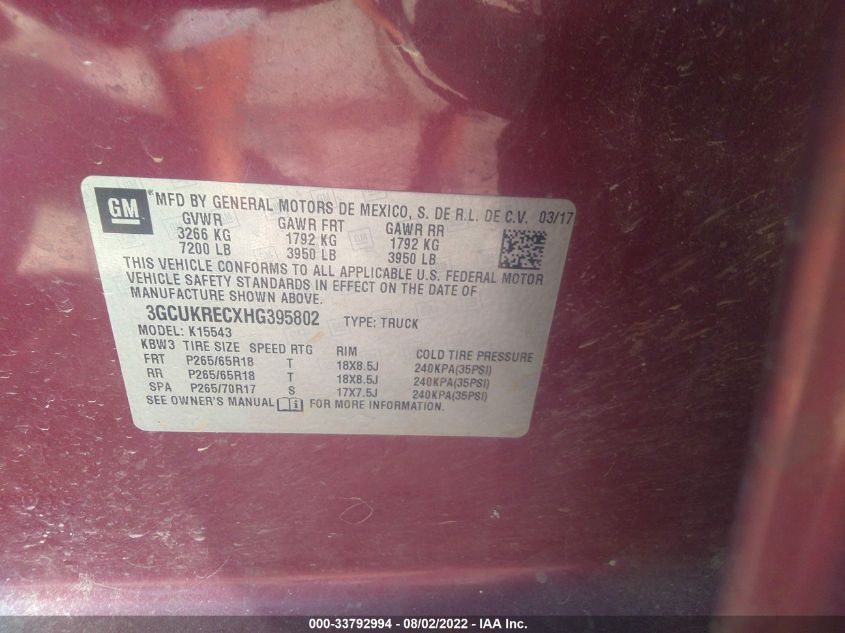 GM
® MFD BY GENERAL MOTORS DE MEXICO, S. DE R.L. DE C.V. 03/17
GVWR GAWR FRT GAWR RR
3266 KG 1792 KG 1792 KG
7200 LB 3950 LB 3950 LB
THIS VEHICLE CONFORMS TO ALL APPLICABLE U.S. FEDERAL MOTOR
VEHICLE SAFETY STANDARDS IN EFFECT ON THE DATE OF
MANUFACTURE SHOWN ABOVE.
3GCUKRECXHG395802 TYPE: TRUCK
MODEL: K15543
KBW3 TIRE SIZE SPEED RTG RIM COLD TIRE PRESSURE
FRT P265/65R18 T 18X8.5J 240KPA(35PSI)
RR P265/65R18 T 18X8.5J 240KPA(35PSI)
SPA P265/70R17 S 17X7.5J 240KPA(35PSI)
SEE OWNER'S MANUAL FOR MORE INFORMATION.
000-33792994 - 08/02/2022 - IAA Inc.